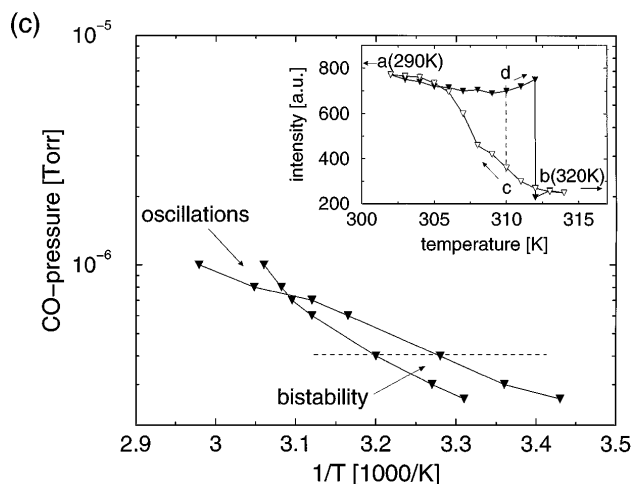 (c)
10⁻⁵
10⁻⁶
CO-pressure [Torr]
oscillations
bistability
2.9 3 3.1 3.2 3.3 3.4 3.5
1/T [1000/K]
800
600
400
200
intensity [a.u.]
a(290K)
d
c
b(320K)
300 305 310 315
temperature [K]